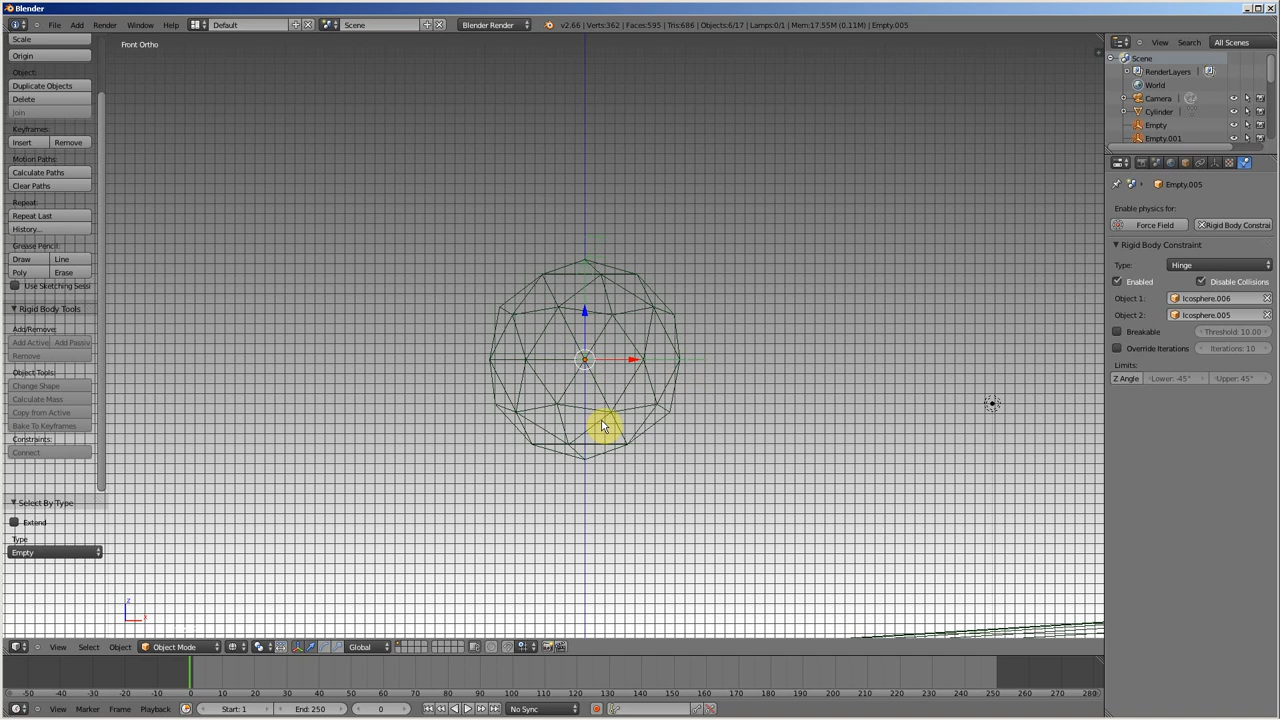 Blender
File Add Render Window Help Default Scene Blender Render v2.66 | Verts:362 | Faces:595 | Tris:686 | Objects:6/17 | Lamps:0/1 | Mem:17.55M (0.11M) | Empty.005
Front Ortho
Scale
Origin
Object:
Duplicate Objects
Delete
Join
Keyframes:
Insert Remove
Motion Paths:
Calculate Paths
Clear Paths
Repeat:
Repeat Last
History...
Grease Pencil:
Draw Line
Poly Erase
Use Sketching Sessi
Rigid Body Tools
Add/Remove:
Add Active Add Passiv
Remove
Object Tools:
Change Shape
Calculate Mass
Copy from Active
Bake To Keyframes
Constraints:
Connect
Select By Type
Extend
Type
Empty
z
x
View Search All Scenes
Scene
RenderLayers
World
Camera
Cylinder
Empty
Empty.001
Empty.005
Enable physics for:
Force Field Rigid Body Constrai
Rigid Body Constraint
Type: Hinge
Enabled Disable Collisions
Object 1: Icosphere.006
Object 2: Icosphere.005
Breakable Threshold: 10.00
Override Iterations Iterations: 10
Limits:
Z Angle Lower: -45° Upper: 45°
View Select Object Object Mode Global
-50 -40 -30 -20 -10 0 10 20 30 40 50 60 70 80 90 100 110 120 130 140 150 160 170 180 190 200 210 220 230 240 250 260 270 280
View Marker Frame Playback Start: 1 End: 250 0 No Sync